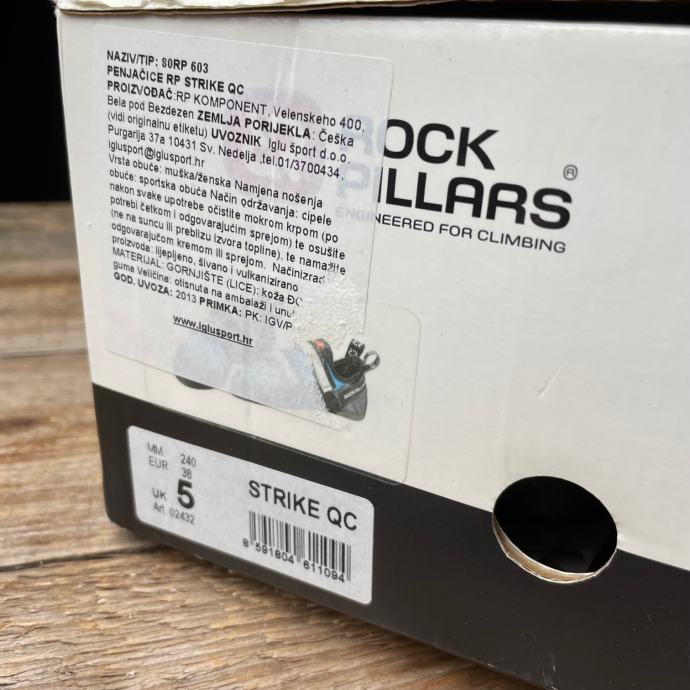 NAZIV/TIP: 80RP 603
PENJAČICE RP STRIKE QC
PROIZVOĐAČ:RP KOMPONENT, Velenskeho 400,
Bela pod Bezdezen ZEMLJA PORIJEKLA: Češka
(vidi originalnu etiketu) UVOZNIK Iglu šport d.o.o.
Purgarija 37a 10431 Sv. Nedelja ,tel.01/3700434,
iglusport@iglusport.hr
Vrsta obuće: muška/ženska Namjena nošenja
obuće: sportska obuća Način održavanja: cipele
nakon svake upotrebe očistite mokrom krpom (po
potrebi četkom i odgovarajućim sprejom) te osušite
(ne na suncu ili preblizu izvora topline), te namažite
odgovarajućom kremom ili sprejom. Načinizrad
proizvoda: lijepljeno, šivano i vulkanizirano
MATERIJAL: GORNJIŠTE (LICE): koža
guma Veličina: otisnuta na ambalaži i
GOD. UVOZA: 2013 PRIMKA: PK: IGV/P
www.iglusport.hr
ROCK
PILLARS®
ENGINEERED FOR CLIMBING
MM 240
EUR 38
UK 5
Art 02432
STRIKE QC
8 591804 611094